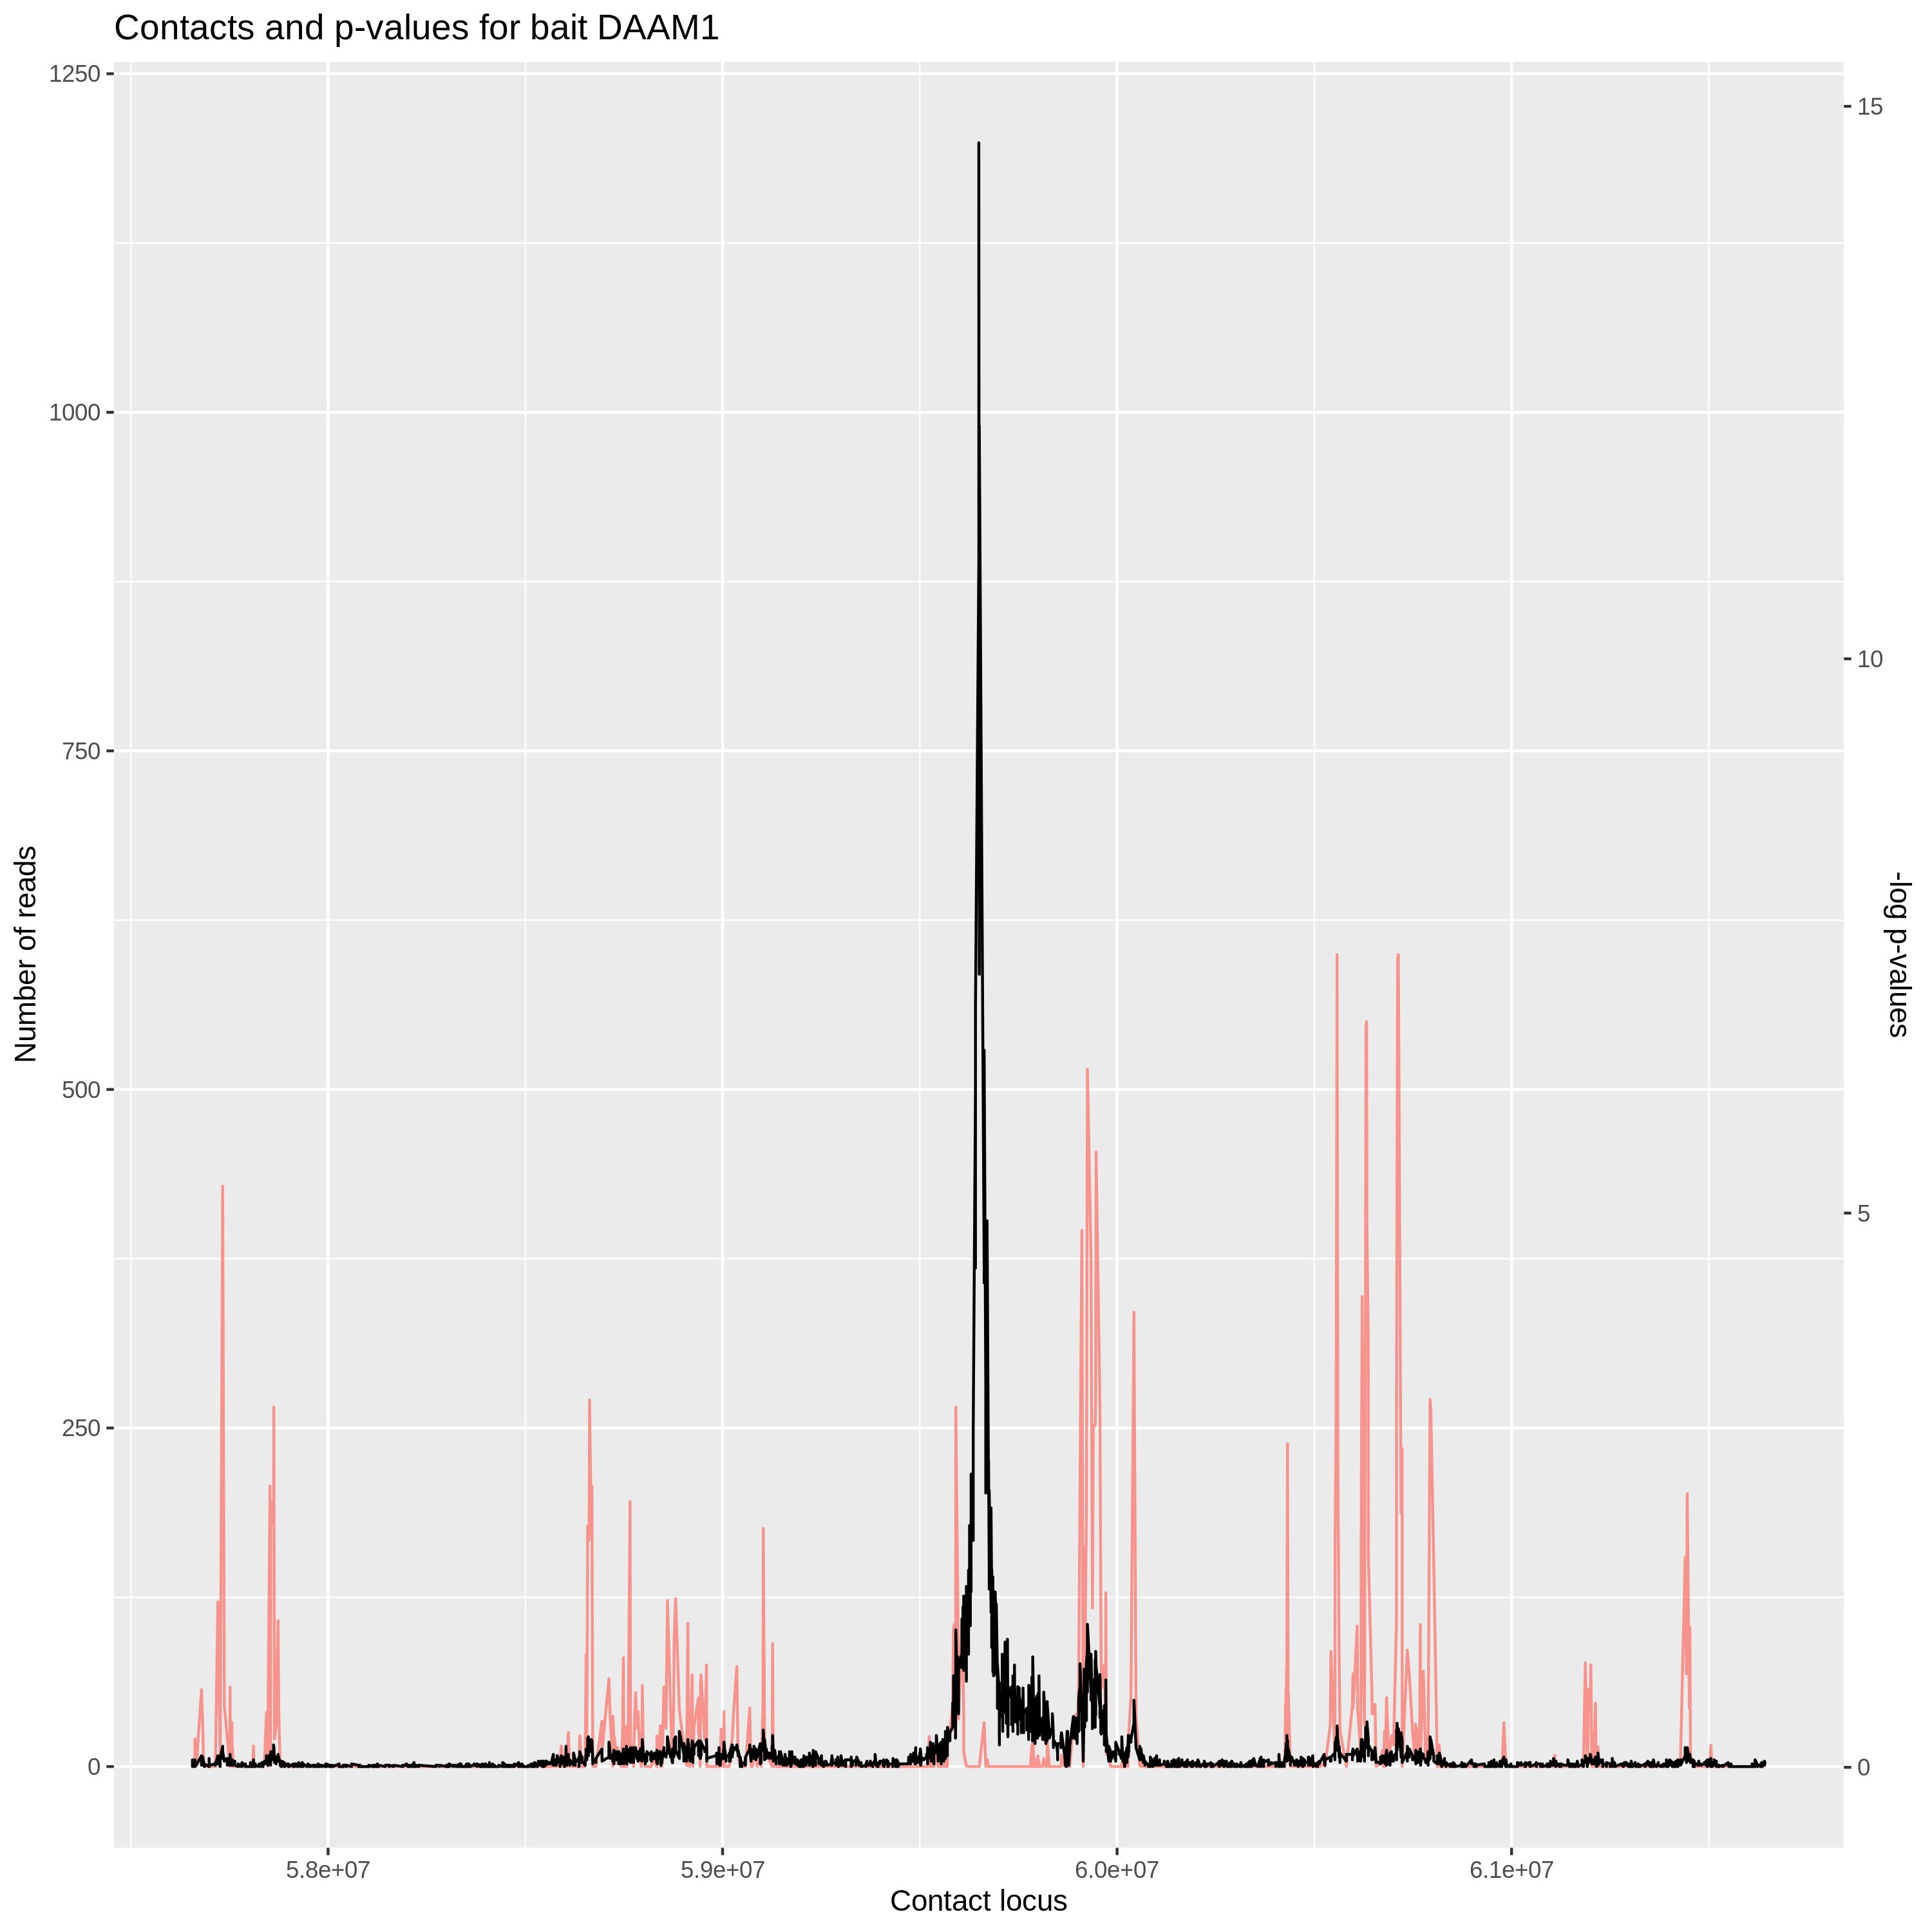 Contacts and p-values for bait DAAM1
1250
1000
750
500
250
0
Number of reads
15
10
5
0
-log p-values
5.8e+07
5.9e+07
6.0e+07
6.1e+07
Contact locus